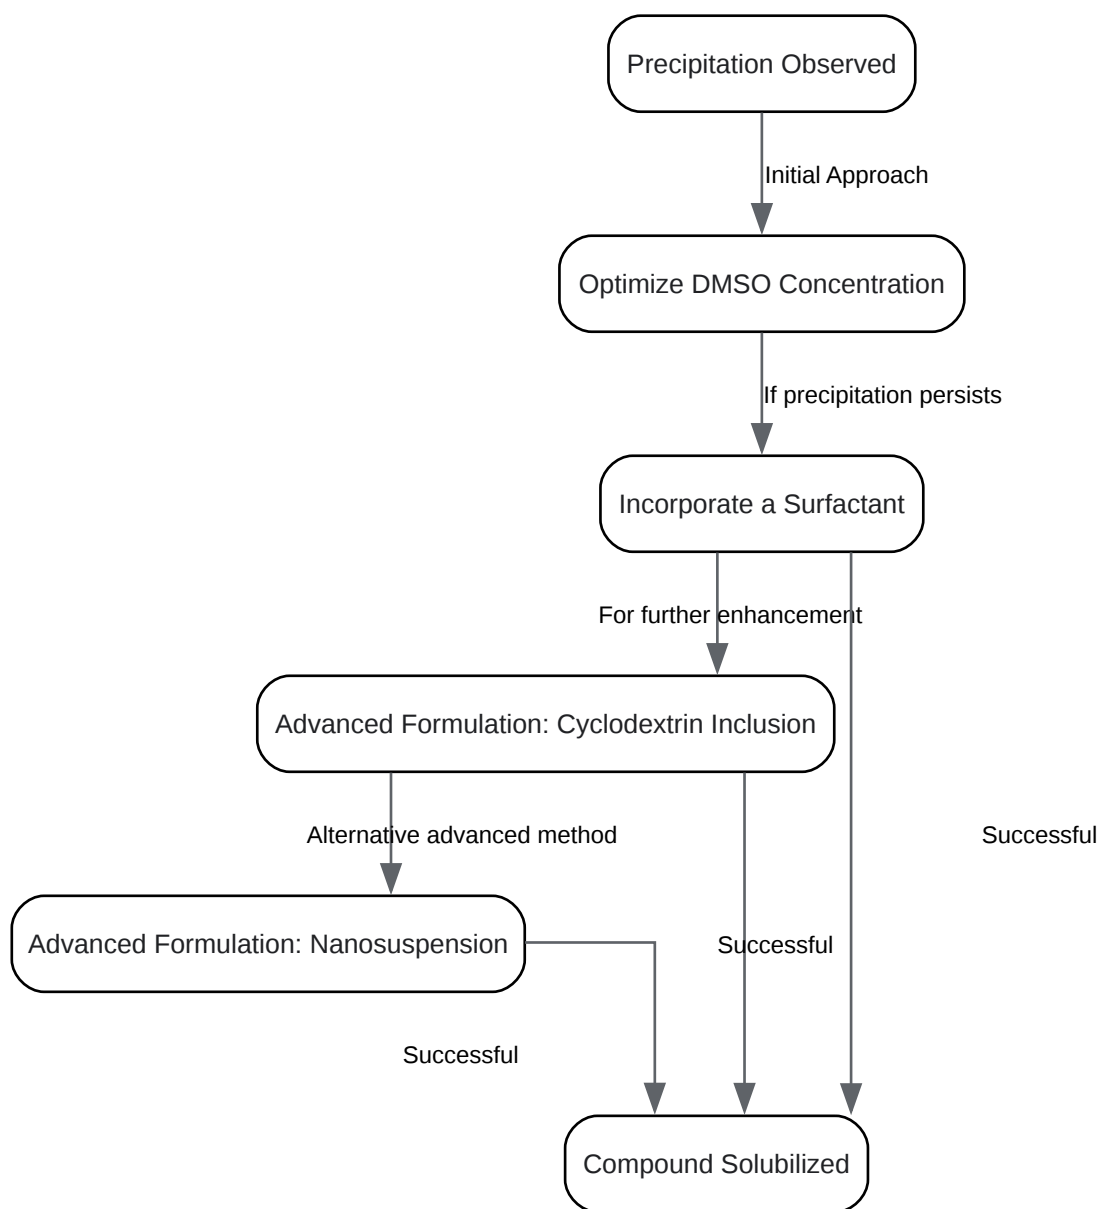 Precipitation Observed
Initial Approach
Optimize DMSO Concentration
If precipitation persists
Incorporate a Surfactant
For further enhancement
Advanced Formulation: Cyclodextrin Inclusion
Alternative advanced method
Successful
Advanced Formulation: Nanosuspension
Successful
Successful
Compound Solubilized